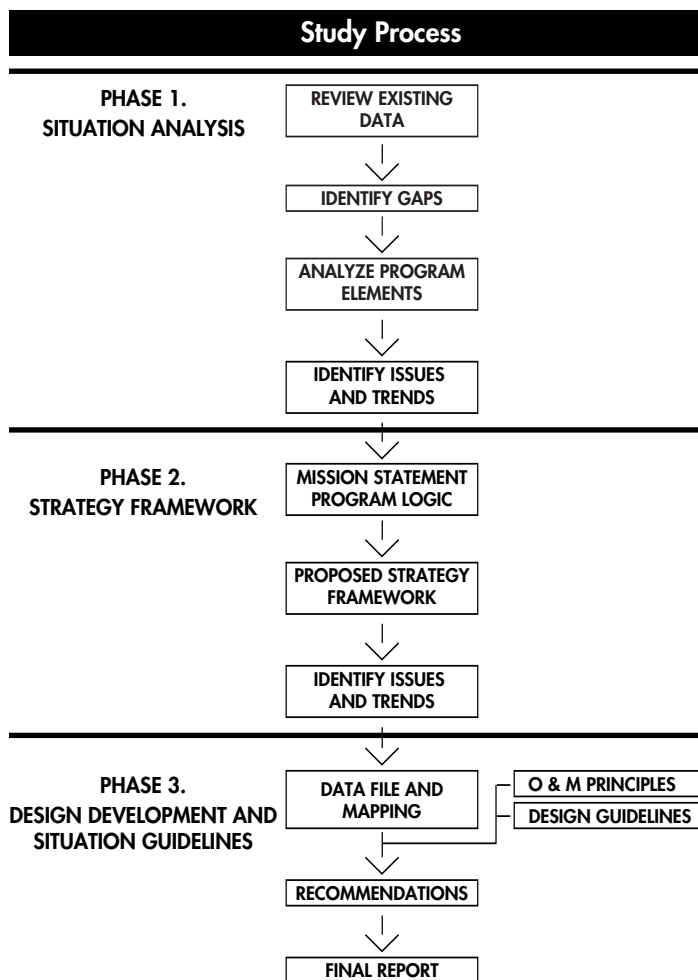 Study Process
PHASE 1.
SITUATION ANALYSIS
REVIEW EXISTING
DATA
IDENTIFY GAPS
ANALYZE PROGRAM
ELEMENTS
IDENTIFY ISSUES
AND TRENDS
PHASE 2.
STRATEGY FRAMEWORK
MISSION STATEMENT
PROGRAM LOGIC
PROPOSED STRATEGY
FRAMEWORK
IDENTIFY ISSUES
AND TRENDS
PHASE 3.
DESIGN DEVELOPMENT AND
SITUATION GUIDELINES
DATA FILE AND
MAPPING
O & M PRINCIPLES
DESIGN GUIDELINES
RECOMMENDATIONS
FINAL REPORT